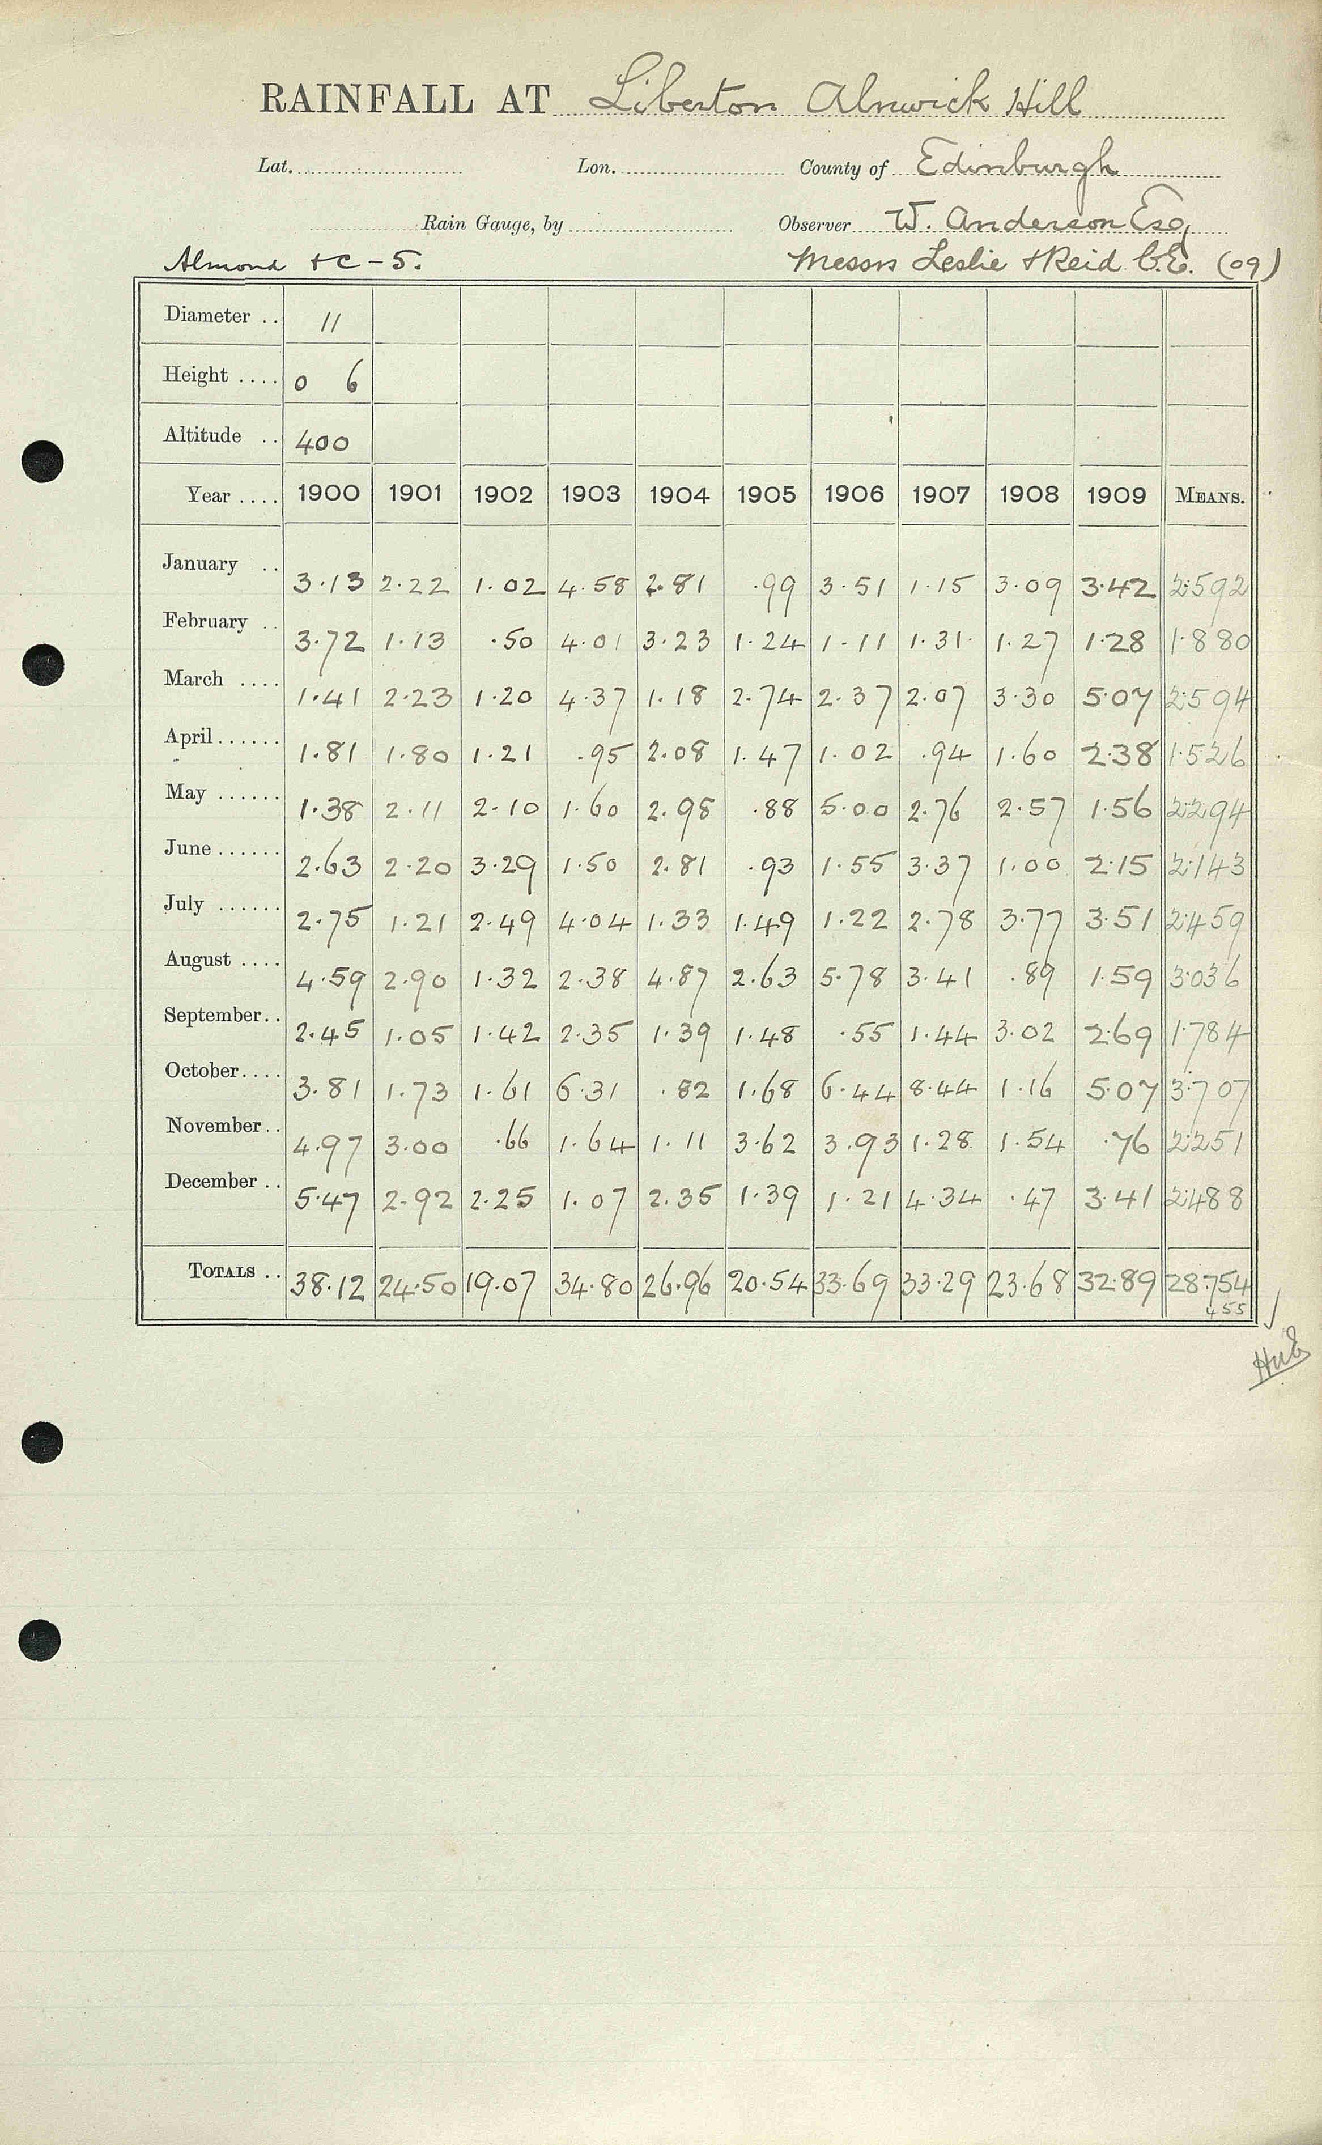 RAINFALL AT Liberton Alnwick Hill
Lat. Lon. County of Edinburgh
Rain Gauge, by Observer W. Anderson Esq
Almond &c - 5. Messrs Leslie & Reid C.E. (09)
Diameter .. 11
Height .... 0 6
Altitude .. 400
Year .... 1900 1901 1902 1903 1904 1905 1906 1907 1908 1909 MEANS.
January .. 3.13 2.22 1.02 4.58 2.81 .99 3.51 1.15 3.09 3.42 2.592
February .. 3.72 1.13 .50 4.01 3.23 1.24 1.11 1.31 1.27 1.28 1.880
March .... 1.41 2.23 1.20 4.37 1.18 2.74 2.37 2.07 3.30 5.07 2.594
April ...... 1.81 1.80 1.21 .95 2.08 1.47 1.02 .94 1.60 2.38 1.526
May ...... 1.38 2.11 2.10 1.60 2.98 .88 5.00 2.76 2.57 1.56 2.294
June ...... 2.63 2.20 3.29 1.50 2.81 .93 1.55 3.37 1.00 2.15 2.143
July ...... 2.75 1.21 2.49 4.04 1.33 1.49 1.22 2.78 3.77 3.51 2.459
August .... 4.59 2.90 1.32 2.38 4.87 2.63 5.78 3.41 .89 1.59 3.036
September.. 2.45 1.05 1.42 2.35 1.39 1.48 .55 1.44 3.02 2.69 1.784
October.... 3.81 1.73 1.61 6.31 .82 1.68 6.44 8.44 1.16 5.07 3.707
November.. 4.97 3.00 .66 1.64 1.11 3.62 3.93 1.28 1.54 .76 2.251
December .. 5.47 2.92 2.25 1.07 2.35 1.39 1.21 4.34 .47 3.41 2.488
TOTALS .. 38.12 24.50 19.07 34.80 26.96 20.54 33.69 33.29 23.68 32.89 28.754
455